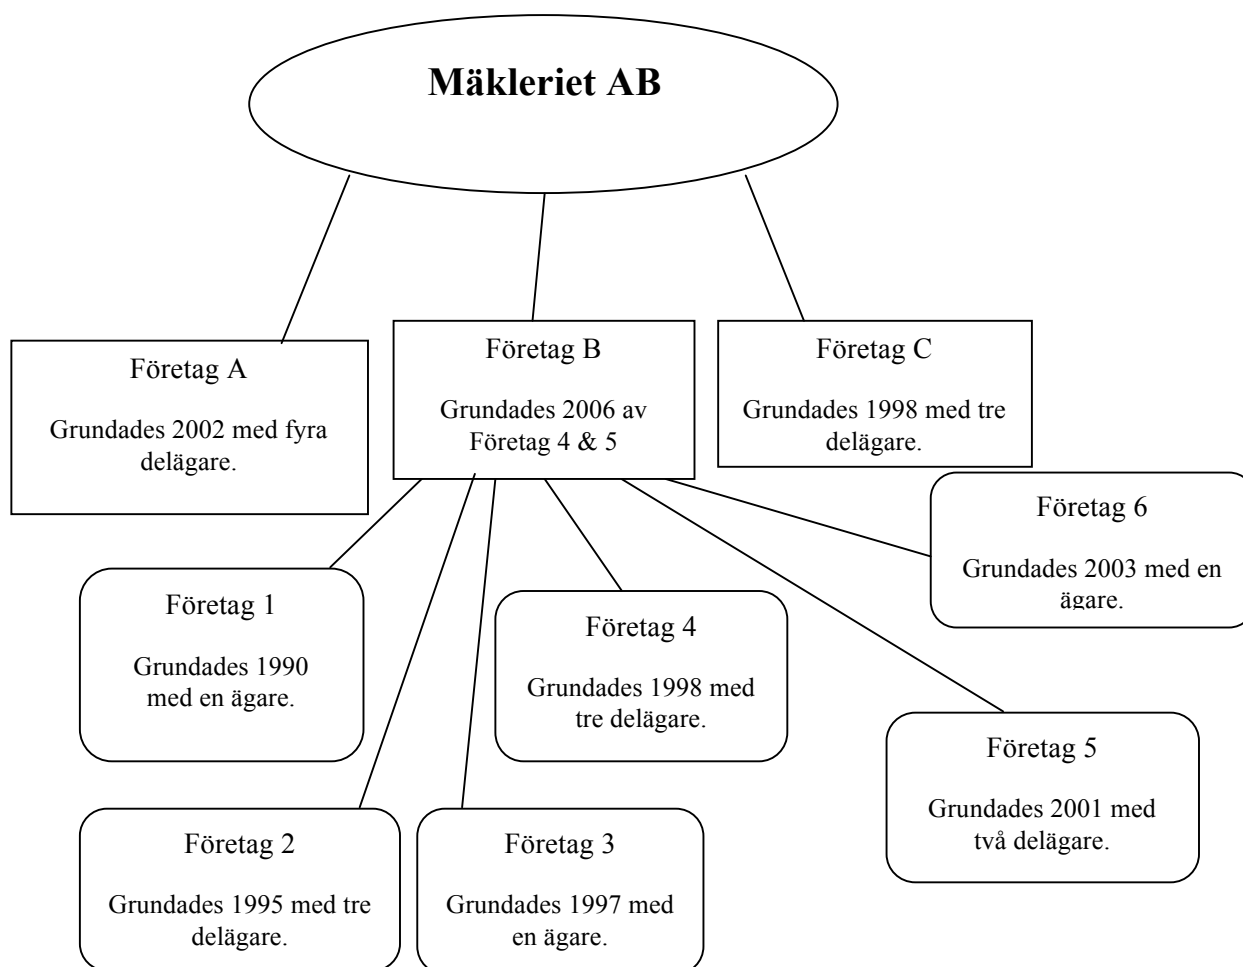 Mäkleriet AB
Företag A
Grundades 2002 med fyra
delägare.
Företag B
Grundades 2006 av
Företag 4 & 5
Företag C
Grundades 1998 med tre
delägare.
Företag 6
Grundades 2003 med en
ägare.
Företag 1
Grundades 1990
med en ägare.
Företag 4
Grundades 1998 med
tre delägare.
Företag 5
Grundades 2001 med
två delägare.
Företag 2
Grundades 1995 med tre
delägare.
Företag 3
Grundades 1997 med
en ägare.